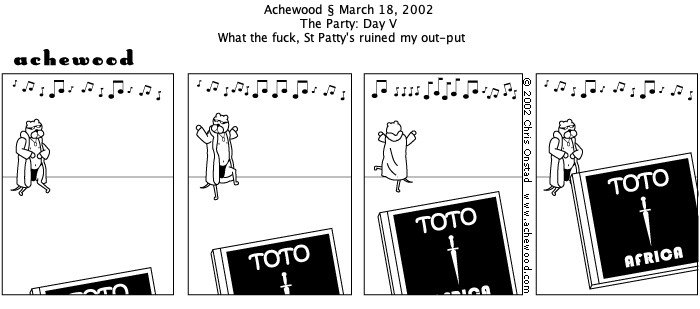 Achewood § March 18, 2002
The Party: Day V
What the fuck, St Patty's ruined my out-put
achewood
TOTO
TOTO
TOTO
AFRICA
© 2002 Chris Onstad www.achewood.com
TOTO
AFRICA